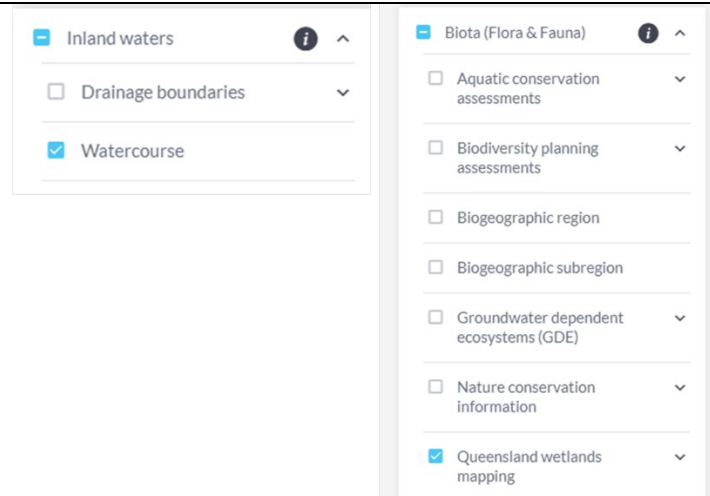 Inland waters
Drainage boundaries
Watercourse
Biota (Flora & Fauna)
Aquatic conservation
assessments
Biodiversity planning
assessments
Biogeographic region
Biogeographic subregion
Groundwater dependent
ecosystems (GDE)
Nature conservation
information
Queensland wetlands
mapping